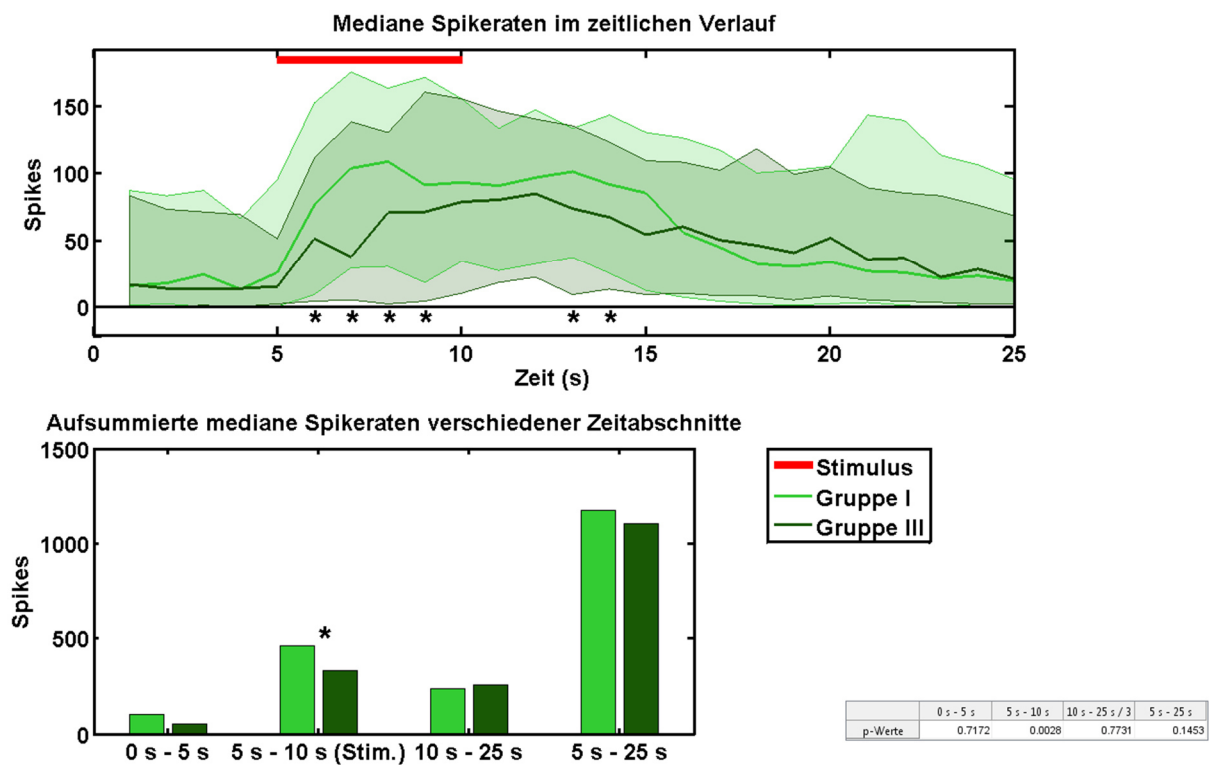 Mediane Spikeraten im zeitlichen Verlauf
Spikes
150
100
50
0
* * * * * *
0 5 10 15 20 25
Zeit (s)
Aufsummierte mediane Spikeraten verschiedener Zeitabschnitte
Spikes
1500
1000
500
0
*
0 s - 5 s 5 s - 10 s (Stim.) 10 s - 25 s 5 s - 25 s
Stimulus
Gruppe I
Gruppe III
0 s - 5 s 5 s - 10 s 10 s - 25 s / 3 5 s - 25 s
p-Werte 0.7172 0.0028 0.7731 0.1453